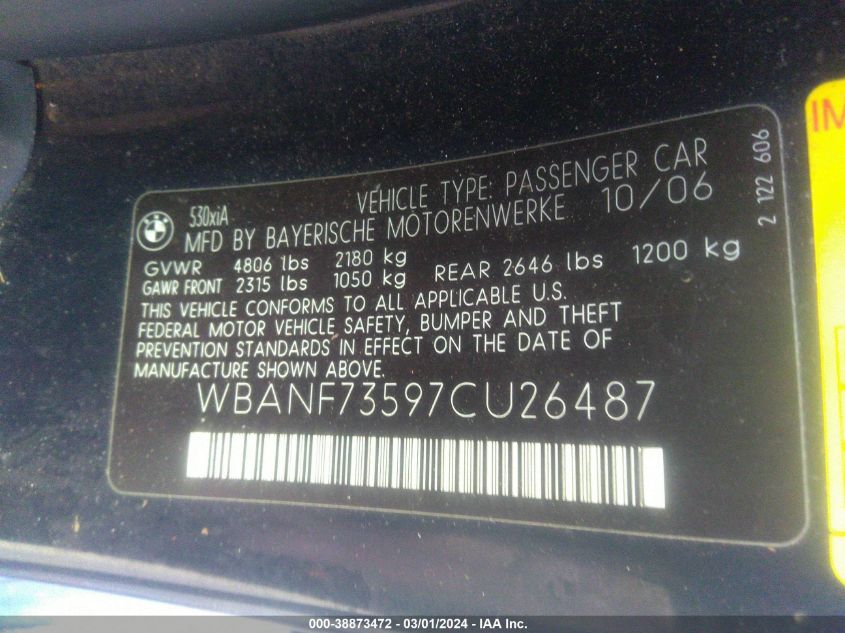 BMW
530xiA
VEHICLE TYPE: PASSENGER CAR
MFD BY BAYERISCHE MOTORENWERKE 10/06
GVWR 4806 lbs 2180 kg
GAWR FRONT 2315 lbs 1050 kg REAR 2646 lbs 1200 kg
THIS VEHICLE CONFORMS TO ALL APPLICABLE U.S.
FEDERAL MOTOR VEHICLE SAFETY, BUMPER AND THEFT
PREVENTION STANDARDS IN EFFECT ON THE DATE OF
MANUFACTURE SHOWN ABOVE.
WBANF73597CU26487
2 122 606
IM
000-38873472 — 03/01/2024 — IAA Inc.